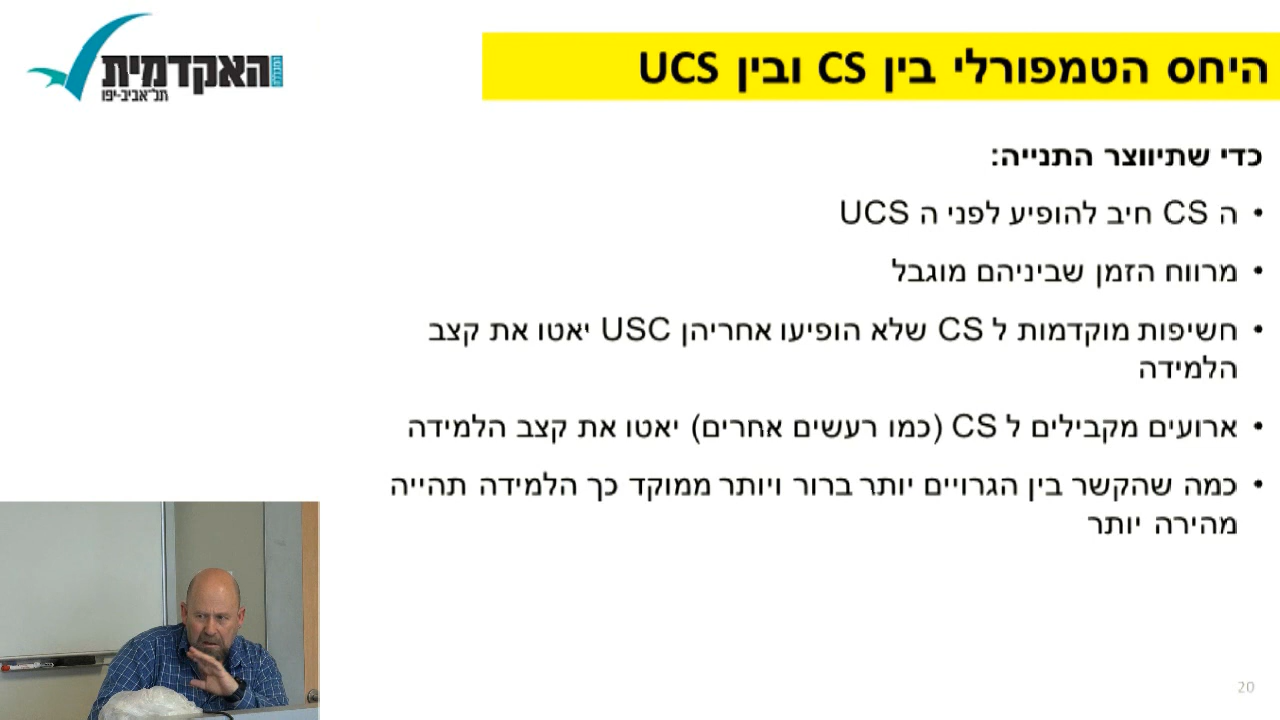 האקדמית
תל־אביב-יפו
היחס הטמפורלי בין CS ובין UCS
כדי שתיווצר התנייה:
• ה CS חיב להופיע לפני ה UCS
• מרווח הזמן שביניהם מוגבל
• חשיפות מוקדמות ל CS שלא הופיעו אחריהן USC יאטו את קצב
הלמידה
• ארועים מקבילים ל CS (כמו רעשים אחרים) יאטו את קצב הלמידה
• כמה שהקשר בין הגרויים יותר ברור ויותר ממוקד כך הלמידה תהייה
מהירה יותר
20